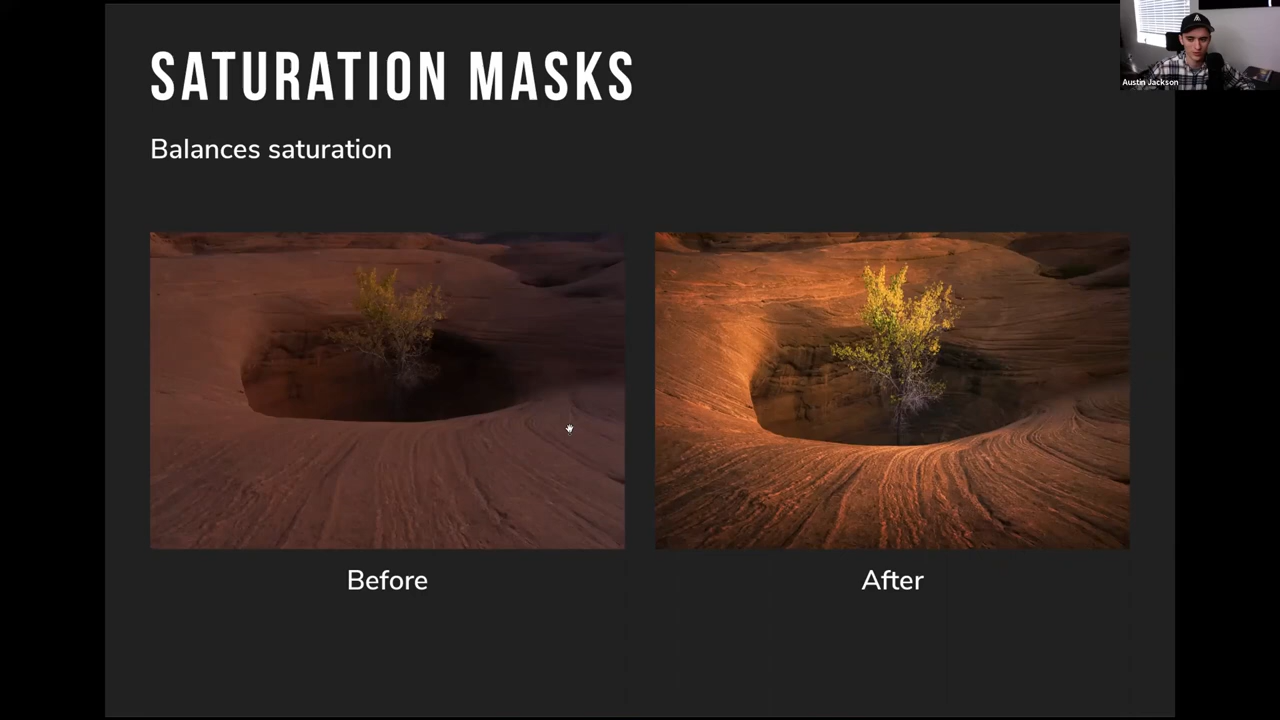 SATURATION MASKS
Balances saturation
Before
After
Austin Jackson